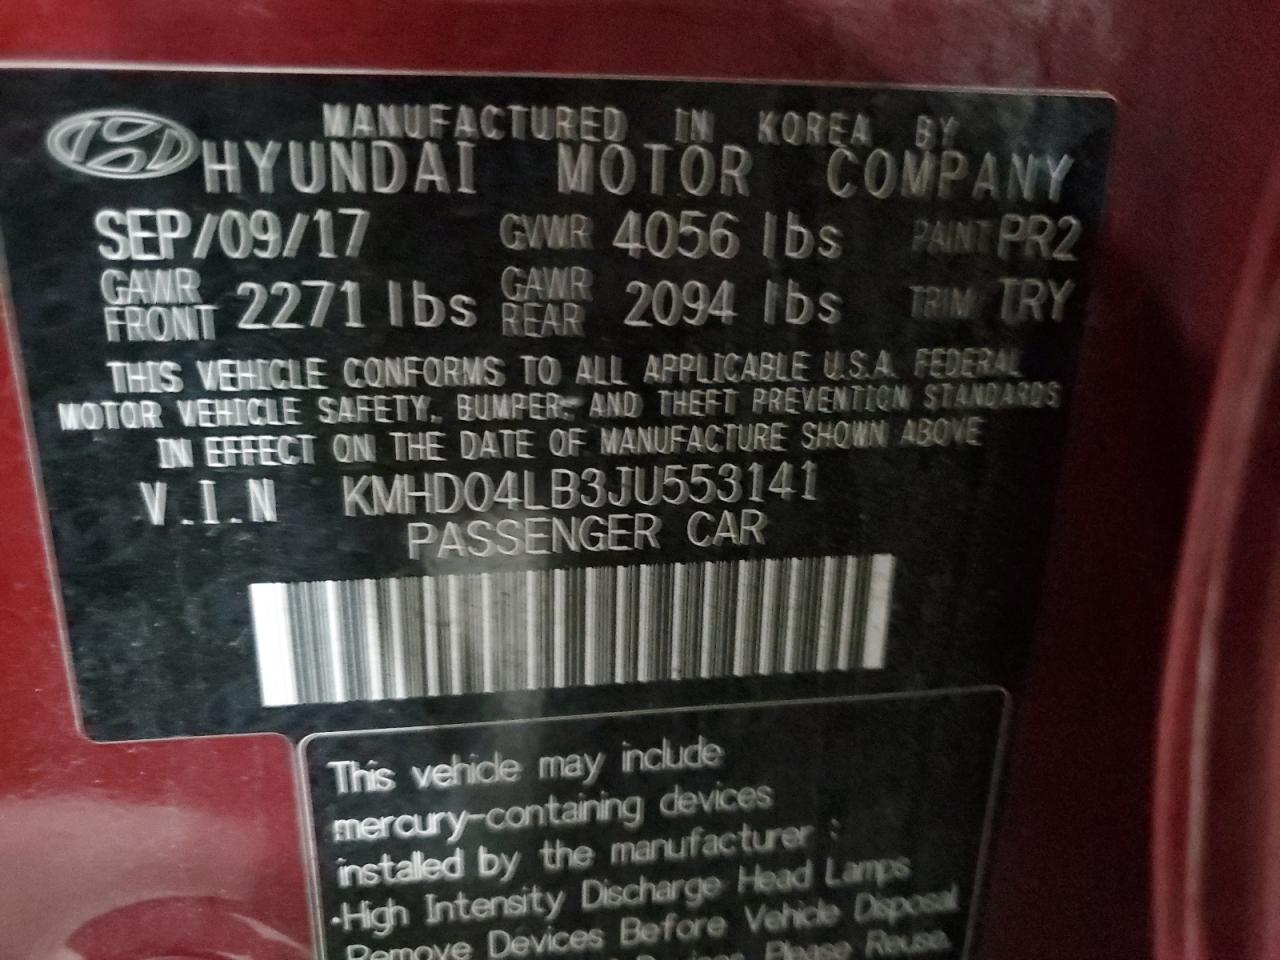 MANUFACTURED IN KOREA BY
HYUNDAI MOTOR COMPANY
SEP/09/17 GVWR 4056 lbs PAINT PR2
GAWR FRONT 2271 lbs GAWR REAR 2094 lbs TRIM TRY
THIS VEHICLE CONFORMS TO ALL APPLICABLE U.S.A. FEDERAL
MOTOR VEHICLE SAFETY, BUMPER, AND THEFT PREVENTION STANDARDS
IN EFFECT ON THE DATE OF MANUFACTURE SHOWN ABOVE
V.I.N KMHD04LB3JU553141
PASSENGER CAR
This vehicle may include
mercury-containing devices
installed by the manufacturer :
·High Intensity Discharge Head Lamps
Remove Devices Before Vehicle Disposal
Devices Please Reuse,